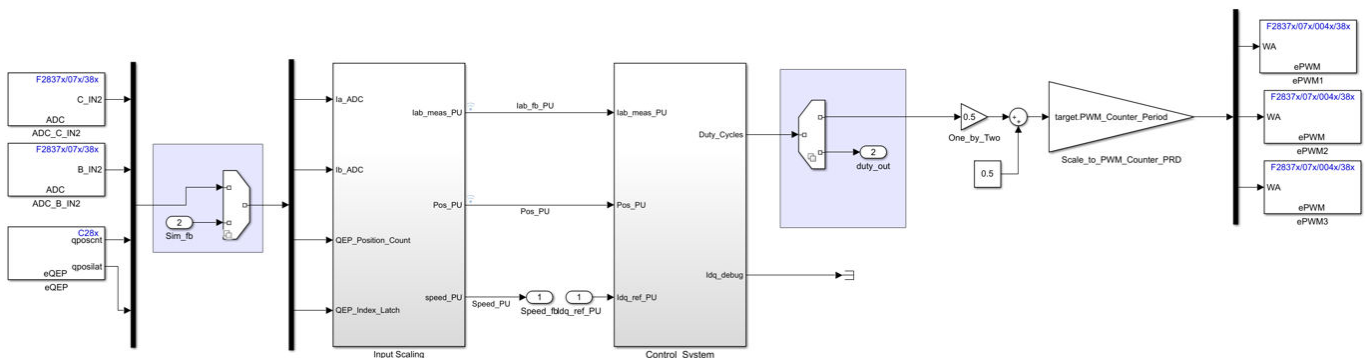 F2837x/07x/38x
C_IN2
ADC
ADC_C_IN2
F2837x/07x/38x
B_IN2
ADC
ADC_B_IN2
C28x
qposcnt
qposilat
eQEP
eQEP
2
Sim_fb
Ia_ADC
Ib_ADC
QEP_Position_Count
QEP_Index_Latch
Iab_meas_PU
Pos_PU
speed_PU
Input Scaling
Iab_fb_PU
Pos_PU
Speed_PU
1
Speed_fb
1
Idq_ref_PU
Iab_meas_PU
Pos_PU
Idq_ref_PU
Duty_Cycles
Idq_debug
Control_System
2
duty_out
0.5
One_by_Two
0.5
+
+
target.PWM_Counter_Period
Scale_to_PWM_Counter_PRD
F2837x/07x/004x/38x
WA
ePWM
ePWM1
F2837x/07x/004x/38x
WA
ePWM
ePWM2
F2837x/07x/004x/38x
WA
ePWM
ePWM3